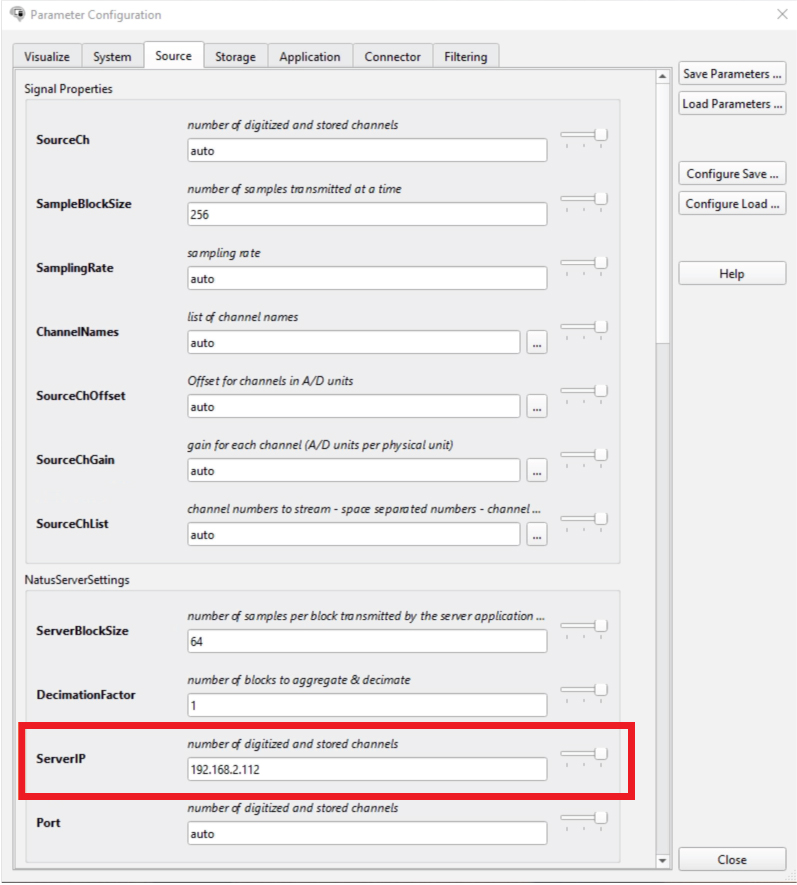 Parameter Configuration
Visualize System Source Storage Application Connector Filtering
Save Parameters ...
Load Parameters ...
Configure Save ...
Configure Load ...
Help
Signal Properties
number of digitized and stored channels
SourceCh
auto
number of samples transmitted at a time
SampleBlockSize
256
sampling rate
SamplingRate
auto
list of channel names
ChannelNames
auto
...
Offset for channels in A/D units
SourceChOffset
auto
...
gain for each channel (A/D units per physical unit)
SourceChGain
auto
...
channel numbers to stream - space separated numbers - channel ...
SourceChList
auto
...
NatusServerSettings
number of samples per block transmitted by the server application ...
ServerBlockSize
64
number of blocks to aggregate & decimate
DecimationFactor
1
number of digitized and stored channels
ServerIP
192.168.2.112
number of digitized and stored channels
Port
auto
Close